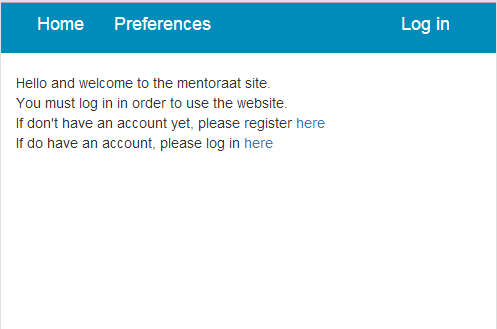 Home Preferences Log in
Hello and welcome to the mentoraat site.
You must log in in order to use the website.
If don't have an account yet, please register here
If do have an account, please log in here